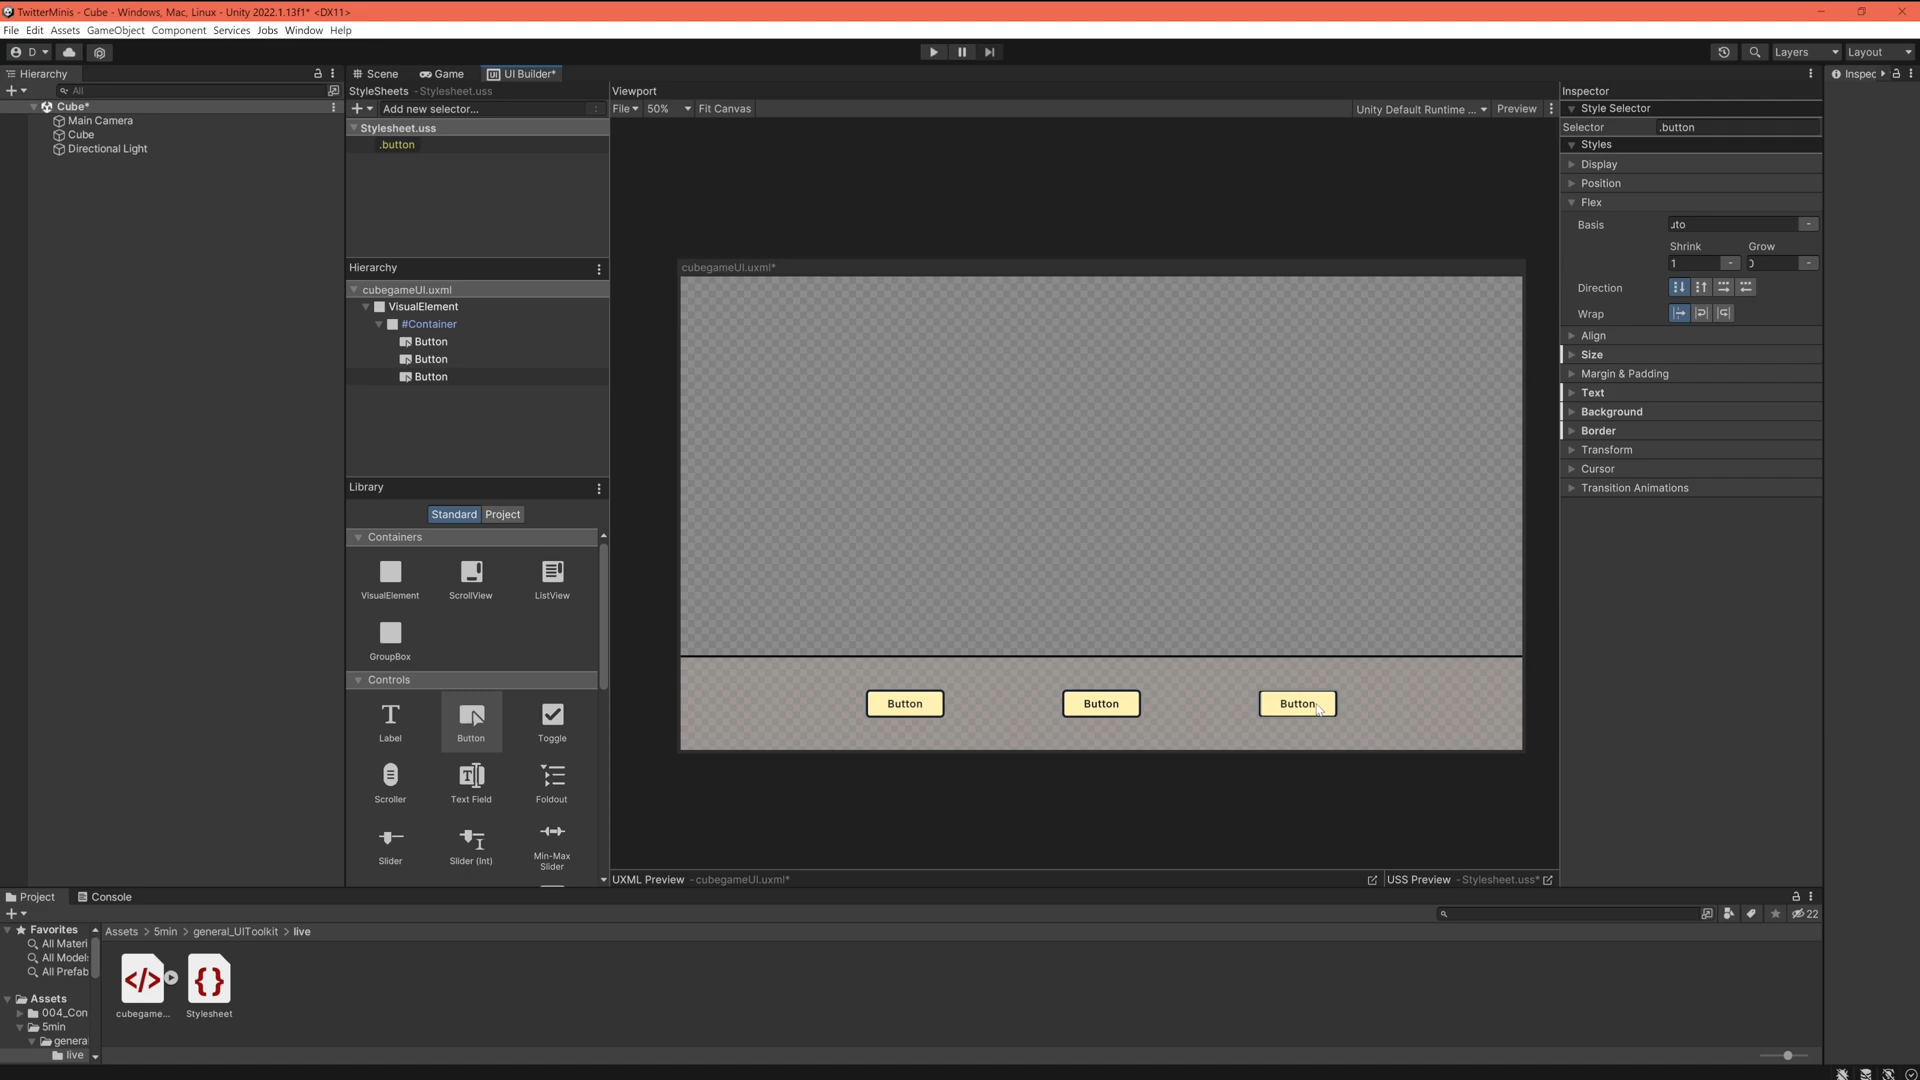 TwitterMinis - Cube - Windows, Mac, Linux - Unity 2022.1.13f1* <DX11>
File Edit Assets GameObject Component Services Jobs Window Help
D Layers Layout
Hierarchy Scene Game UI Builder* Inspec
All
StyleSheets - Stylesheet.uss
Viewport
Inspector
Add new selector...
File 50% Fit Canvas
Unity Default Runtime ... Preview
Cube*
Main Camera
Cube
Directional Light
Stylesheet.uss
.button
Hierarchy
cubegameUI.uxml
VisualElement
#Container
Button
Button
Button
Library
Standard Project
Containers
VisualElement ScrollView ListView
GroupBox
Controls
Label Button Toggle
Scroller Text Field Foldout
Slider Slider (Int) Min-Max
Slider
cubegameUI.uxml*
Button Button Button
UXML Preview - cubegameUI.uxml*
USS Preview - Stylesheet.uss*
Style Selector
Selector .button
Styles
Display
Position
Flex
Basis uto
Shrink Grow
1 - 0 -
Direction
Wrap
Align
Size
Margin & Padding
Text
Background
Border
Transform
Cursor
Transition Animations
Project Console
22
Favorites
All Materi
All Models
All Prefab
Assets
004_Con
5min
genera
live
Assets > 5min > general_UIToolkit > live
cubegame... Stylesheet